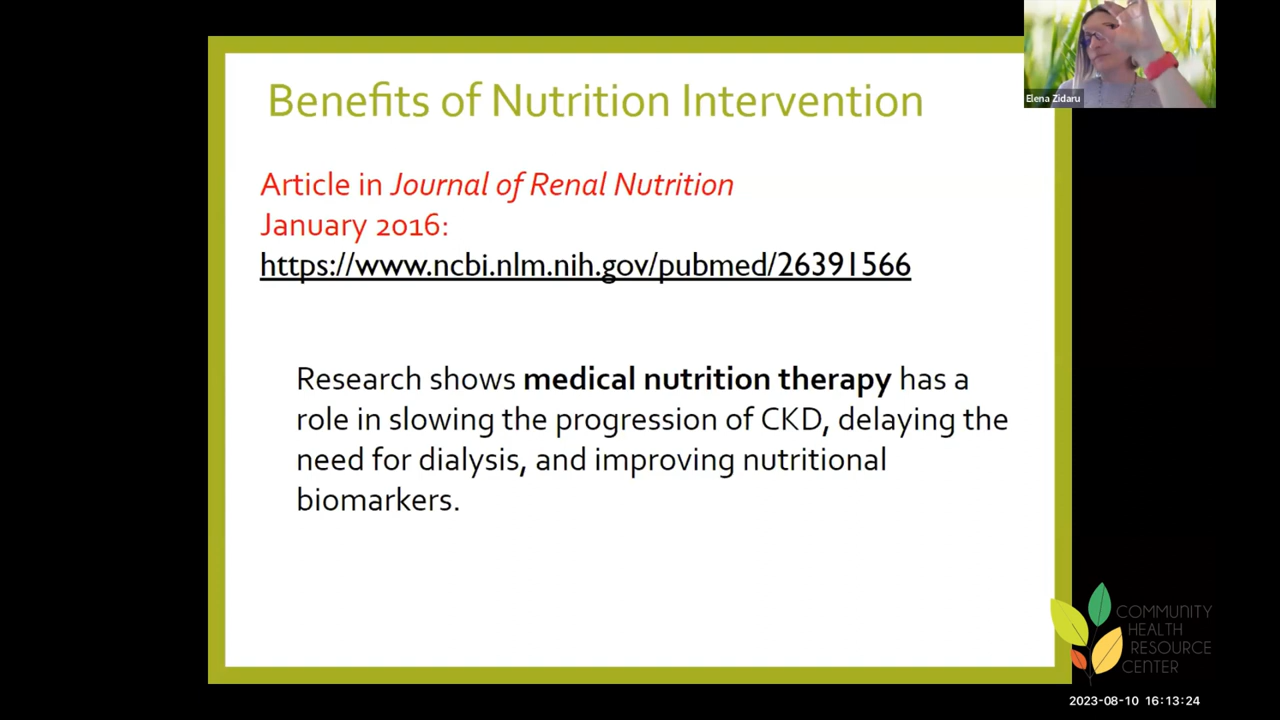 Benefits of Nutrition Intervention
Article in Journal of Renal Nutrition
January 2016:
https://www.ncbi.nlm.nih.gov/pubmed/26391566
Research shows medical nutrition therapy has a
role in slowing the progression of CKD, delaying the
need for dialysis, and improving nutritional
biomarkers.
Elena Zidaru
COMMUNITY
HEALTH
RESOURCE
CENTER
2023-08-10 16:13:24